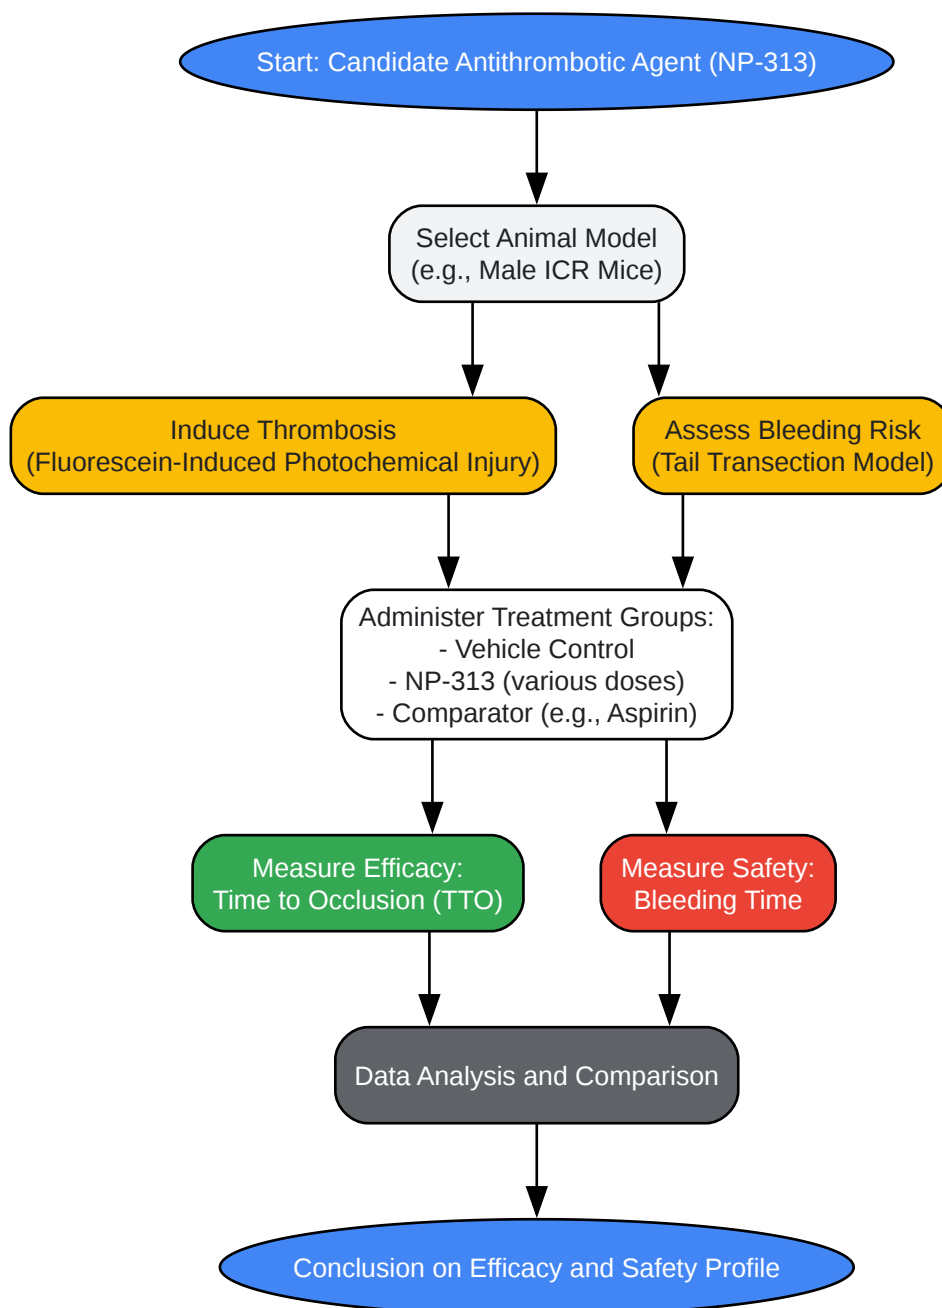 Start: Candidate Antithrombotic Agent (NP-313)
Select Animal Model
(e.g., Male ICR Mice)
Induce Thrombosis
(Fluorescein-Induced Photochemical Injury)
Assess Bleeding Risk
(Tail Transection Model)
Administer Treatment Groups:
- Vehicle Control
- NP-313 (various doses)
- Comparator (e.g., Aspirin)
Measure Efficacy:
Time to Occlusion (TTO)
Measure Safety:
Bleeding Time
Data Analysis and Comparison
Conclusion on Efficacy and Safety Profile